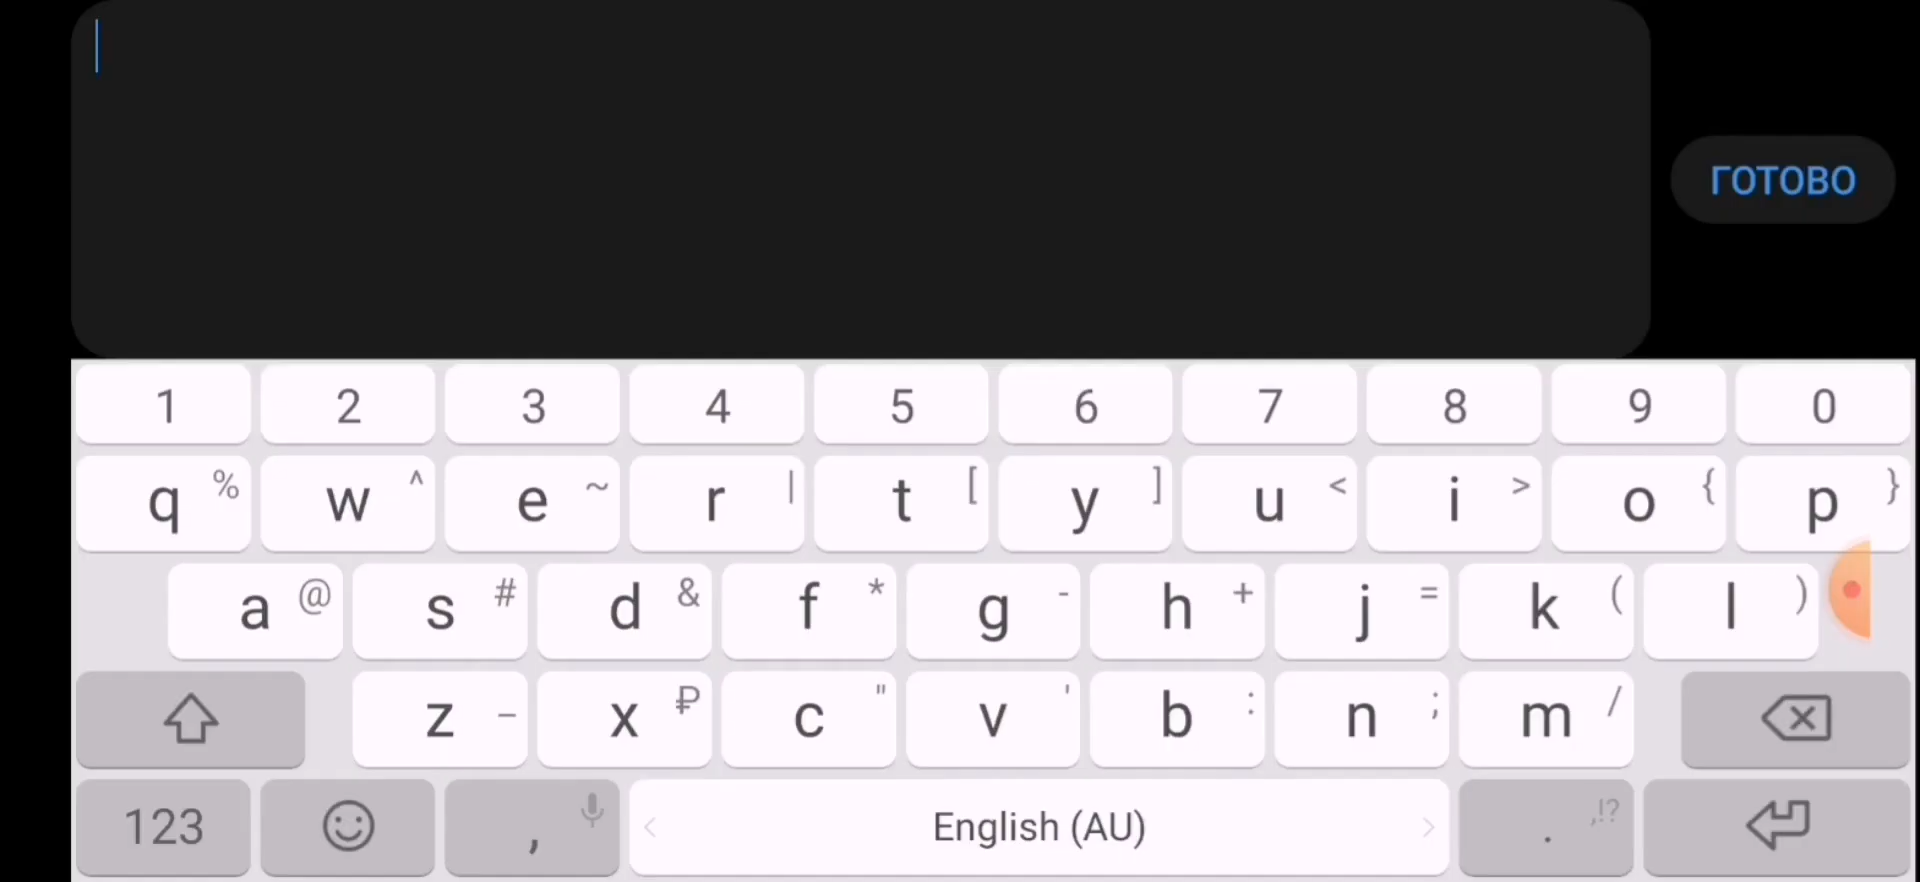 ГОТОВО
1 2 3 4 5 6 7 8 9 0
q % w ^ e ~ r | t [ y ] u < i > o { p }
a @ s # d & f * g - h + j = k ( l )
z _ x ₽ c " v ' b : n ; m /
123 , English (AU) . ,!?